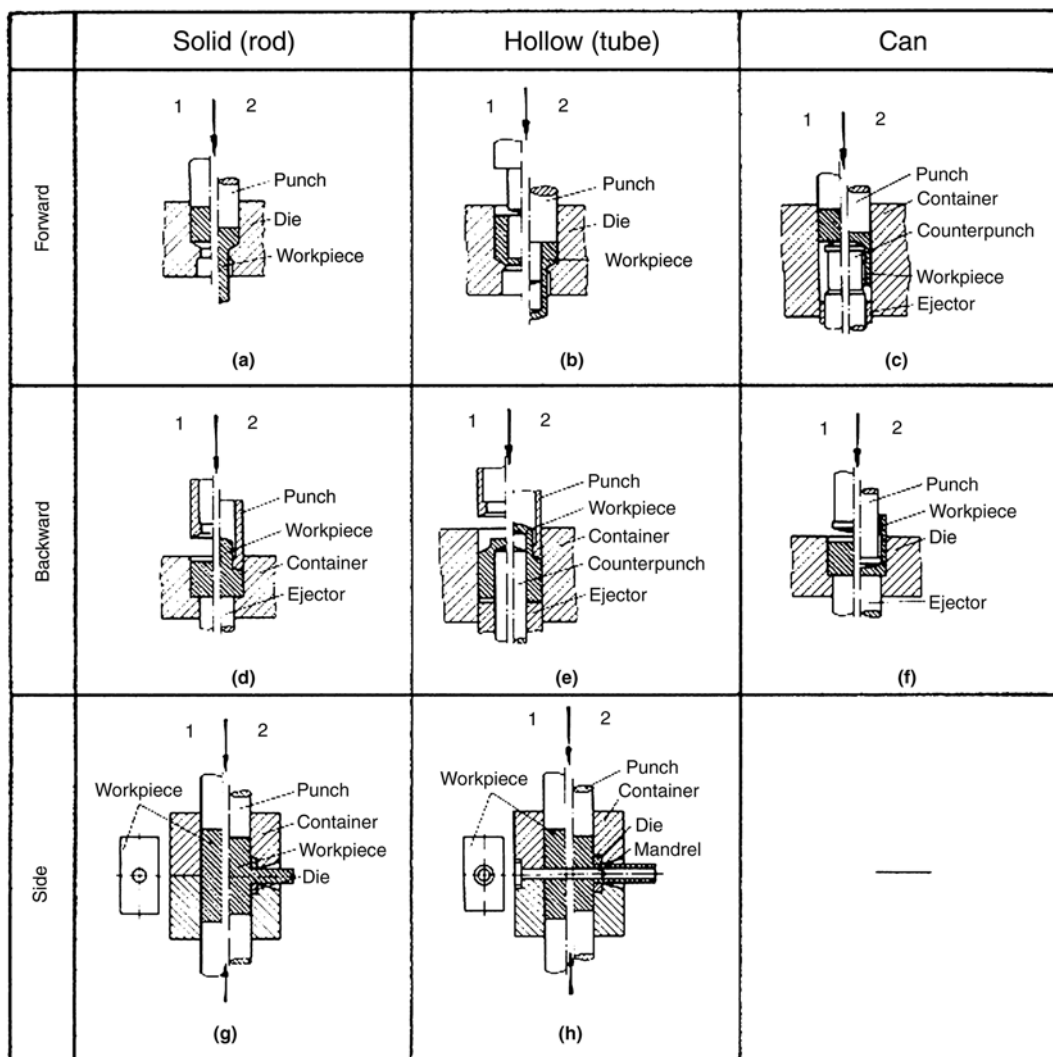 Solid (rod)
Hollow (tube)
Can
Forward
1 2
Punch
Die
Workpiece
(a)
1 2
Punch
Die
Workpiece
(b)
1 2
Punch
Container
Counterpunch
Workpiece
Ejector
(c)
Backward
1 2
Punch
Workpiece
Container
Ejector
(d)
1 2
Punch
Workpiece
Container
Counterpunch
Ejector
(e)
1 2
Punch
Workpiece
Die
Ejector
(f)
Side
1 2
Workpiece
Punch
Container
Workpiece
Die
(g)
1 2
Workpiece
Punch
Container
Die
Mandrel
(h)